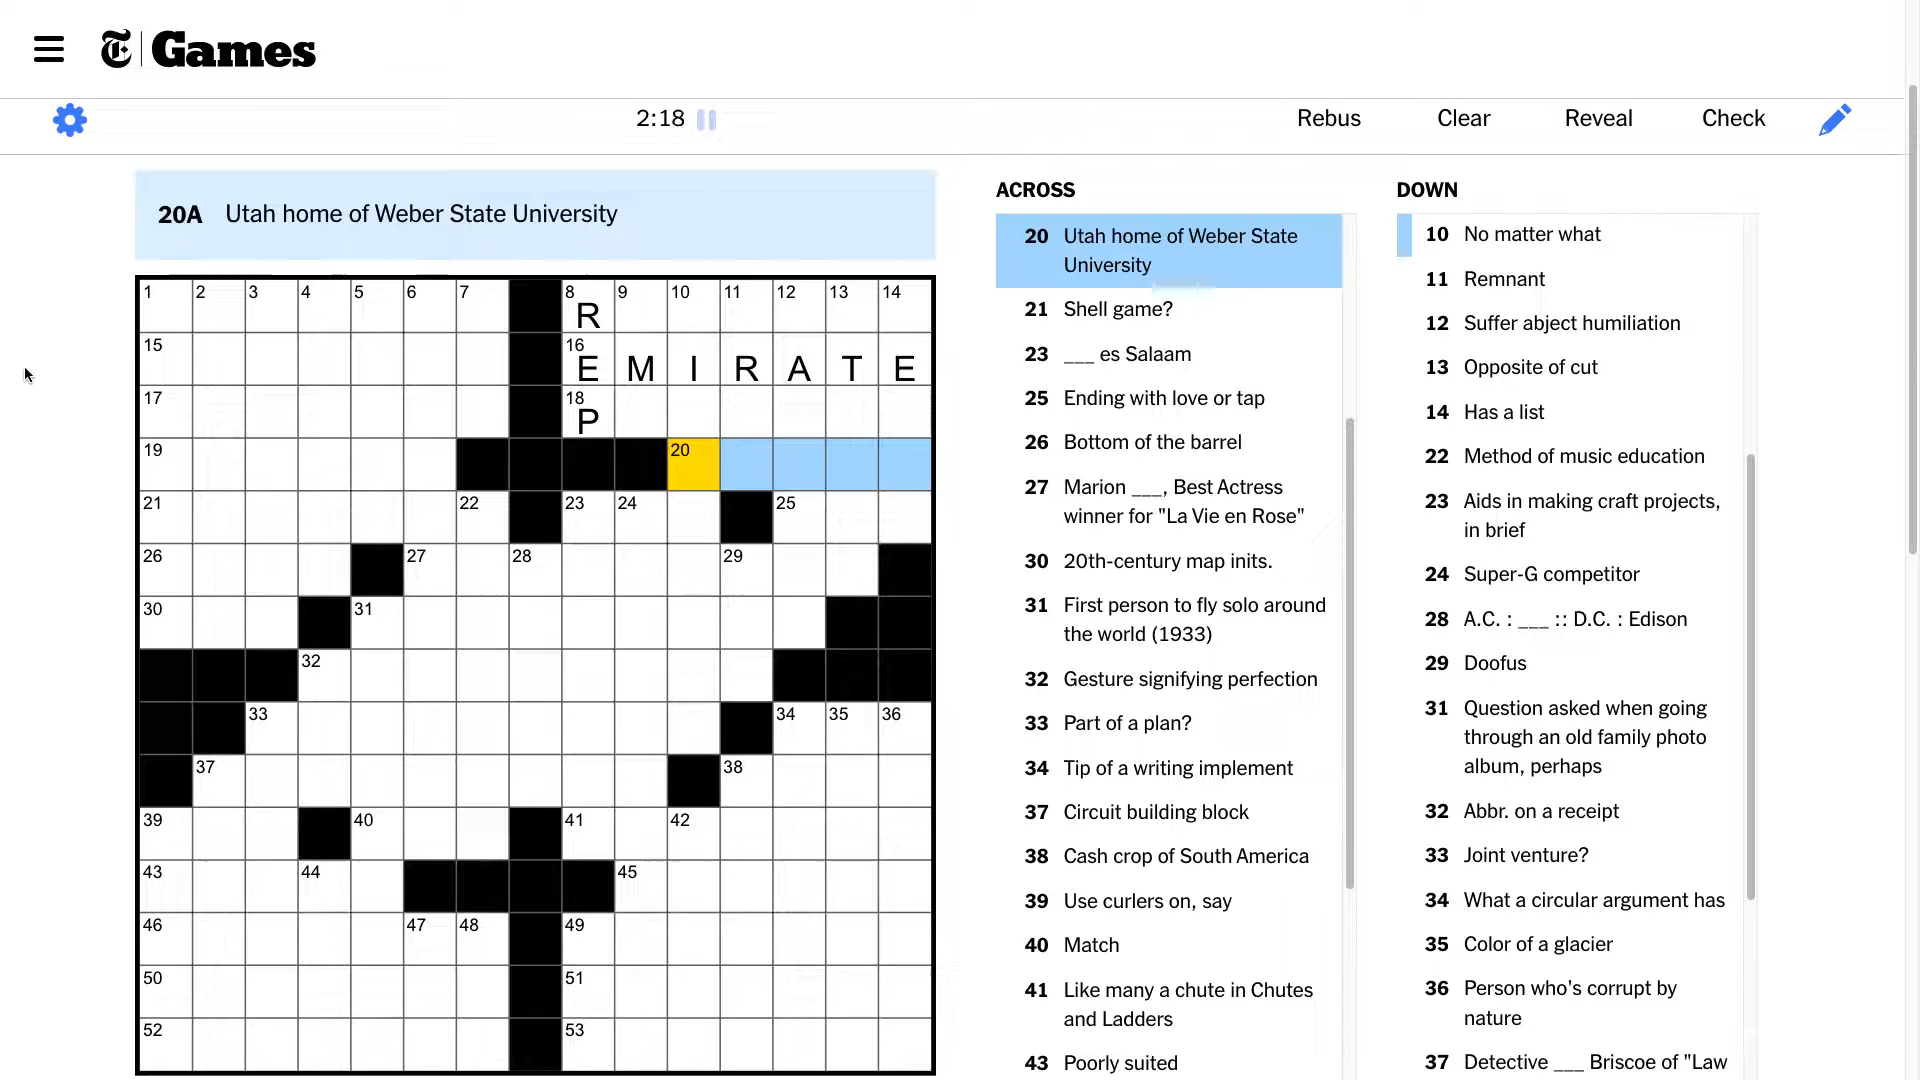 T Games
2:18
Rebus
Clear
Reveal
Check
20A Utah home of Weber State University
1 2 3 4 5 6 7 8 9 10 11 12 13 14
R
15 16
E M I R A T E
17 18
P
19 20
21 22 23 24 25
26 27 28 29
30 31
32
33 34 35 36
37 38
39 40 41 42
43 44 45
46 47 48 49
50 51
52 53
ACROSS
20 Utah home of Weber State
University
21 Shell game?
23 ___ es Salaam
25 Ending with love or tap
26 Bottom of the barrel
27 Marion ___, Best Actress
winner for "La Vie en Rose"
30 20th-century map inits.
31 First person to fly solo around
the world (1933)
32 Gesture signifying perfection
33 Part of a plan?
34 Tip of a writing implement
37 Circuit building block
38 Cash crop of South America
39 Use curlers on, say
40 Match
41 Like many a chute in Chutes
and Ladders
43 Poorly suited
DOWN
10 No matter what
11 Remnant
12 Suffer abject humiliation
13 Opposite of cut
14 Has a list
22 Method of music education
23 Aids in making craft projects,
in brief
24 Super-G competitor
28 A.C. : ___ :: D.C. : Edison
29 Doofus
31 Question asked when going
through an old family photo
album, perhaps
32 Abbr. on a receipt
33 Joint venture?
34 What a circular argument has
35 Color of a glacier
36 Person who's corrupt by
nature
37 Detective ___ Briscoe of "Law